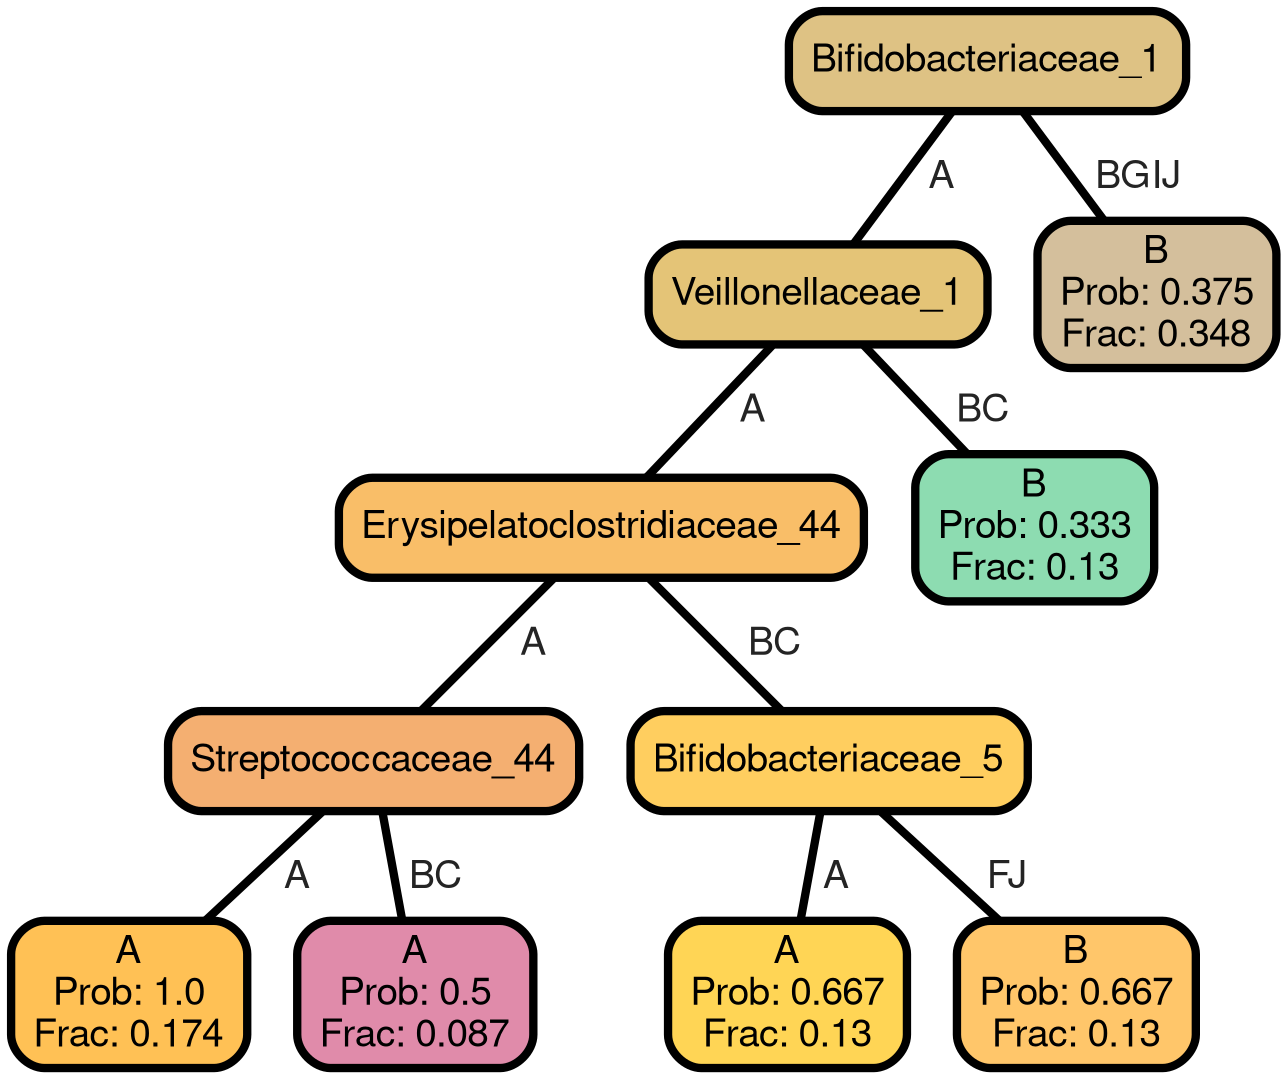 Bifidobacteriaceae_1
A
BGIJ
Veillonellaceae_1
B
Prob: 0.375
Frac: 0.348
A
BC
Erysipelatoclostridiaceae_44
B
Prob: 0.333
Frac: 0.13
A
BC
Streptococcaceae_44
Bifidobacteriaceae_5
A
BC
A
FJ
A
Prob: 1.0
Frac: 0.174
A
Prob: 0.5
Frac: 0.087
A
Prob: 0.667
Frac: 0.13
B
Prob: 0.667
Frac: 0.13